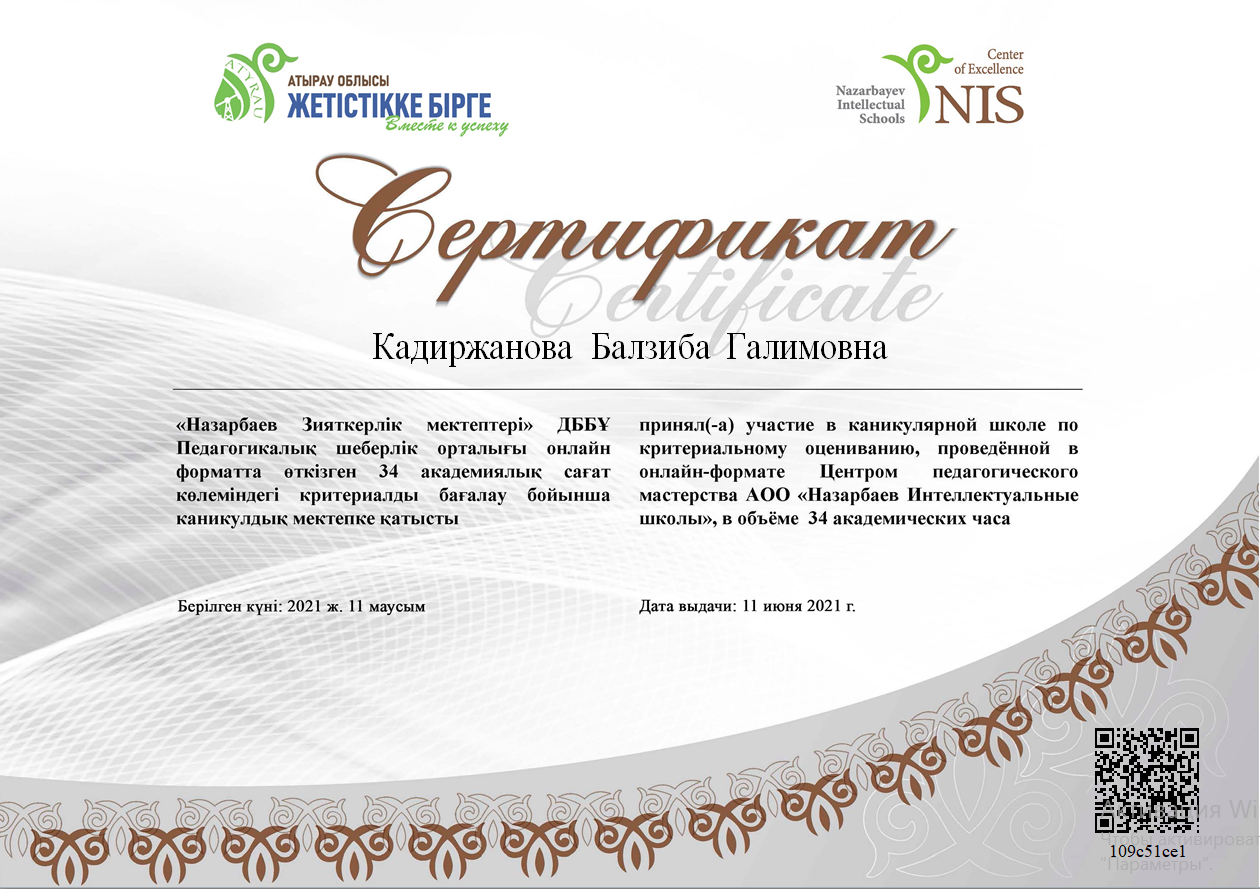 ATYRAU
АТЫРАУ ОБЛЫСЫ
ЖЕТІСТІККЕ БІРГЕ
Вместе к успеху
Center
of Excellence
Nazarbayev
Intellectual
Schools
NIS
Сертификат
Certificate
Кадиржанова Балзиба Галимовна
«Назарбаев Зияткерлік мектептері» ДББҰ
Педагогикалық шеберлік орталығы онлайн
форматта өткізген 34 академиялық сағат
көлеміндегі критериалды бағалау бойынша
каникулдық мектепке қатысты
принял(-а) участие в каникулярной школе по
критериальному оцениванию, проведённой в
онлайн-формате Центром педагогического
мастерства АОО «Назарбаев Интеллектуальные
школы», в объёме 34 академических часа
Берілген күні: 2021 ж. 11 маусым
Дата выдачи: 11 июня 2021 г.
109c51ce1
"Параметры".